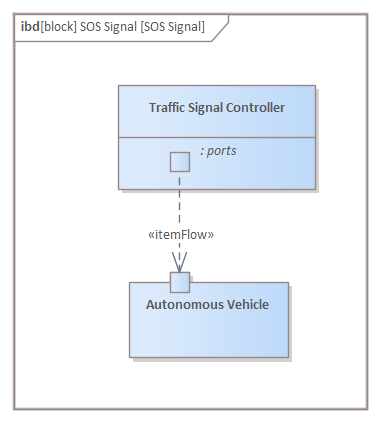 ibd[block] SOS Signal [SOS Signal]
Traffic Signal Controller
: ports
«itemFlow»
Autonomous Vehicle